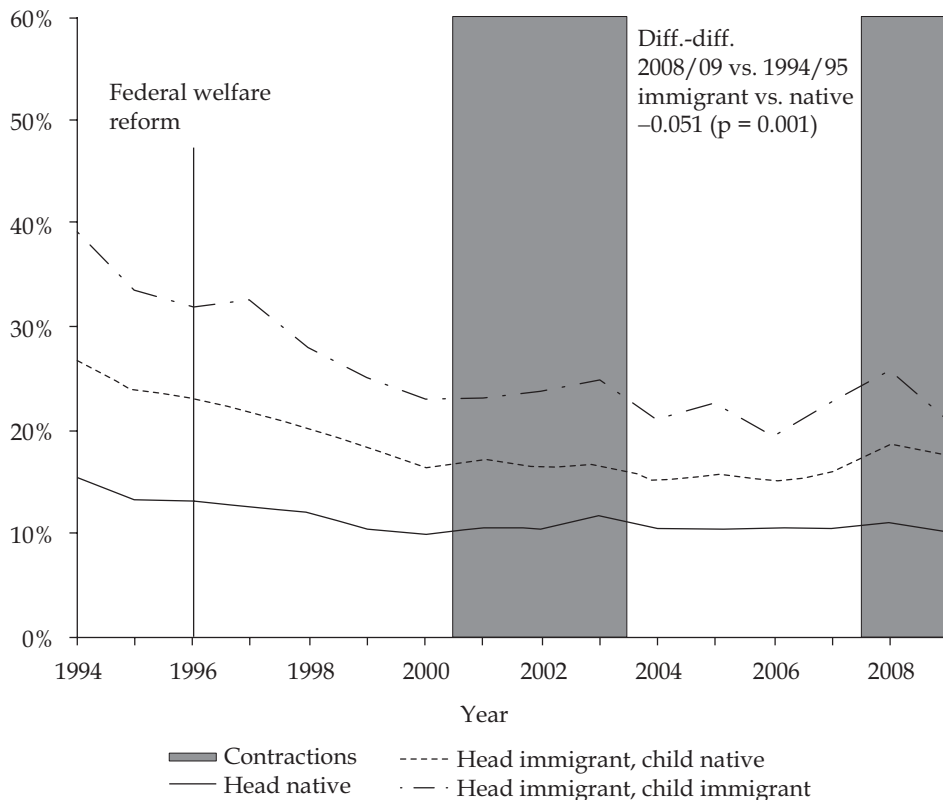 60%
50%
40%
30%
20%
10%
0%
Federal welfare
reform
Diff.-diff.
2008/09 vs. 1994/95
immigrant vs. native
–0.051 (p = 0.001)
1994 1996 1998 2000 2002 2004 2006 2008
Year
Contractions
Head native
Head immigrant, child native
Head immigrant, child immigrant